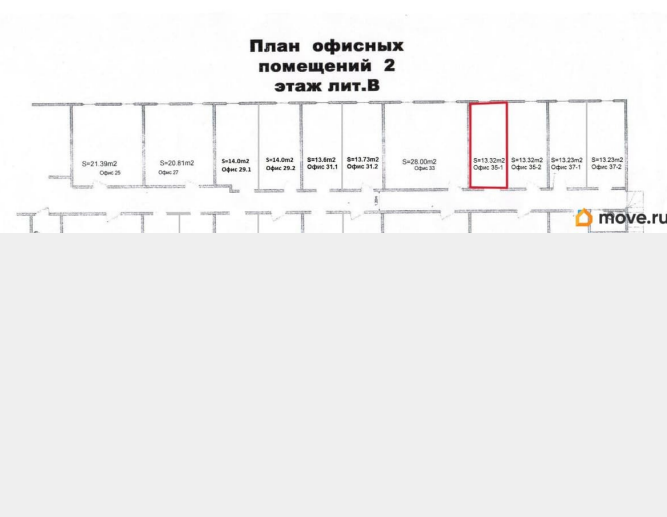 План офисных
помещений 2
этаж лит.В
S=21.39m2
Офис 25
S=20.81m2
Офис 27
S=14.0m2
Офис 29.1
S=14.0m2
Офис 29.2
S=13.6m2
Офис 31.1
S=13.73m2
Офис 31.2
S=28.00m2
Офис 33
S=13.32m2
Офис 35-1
S=13.32m2
Офис 35-2
S=13.23m2
Офис 37-1
S=13.23m2
Офис 37-2
move.ru